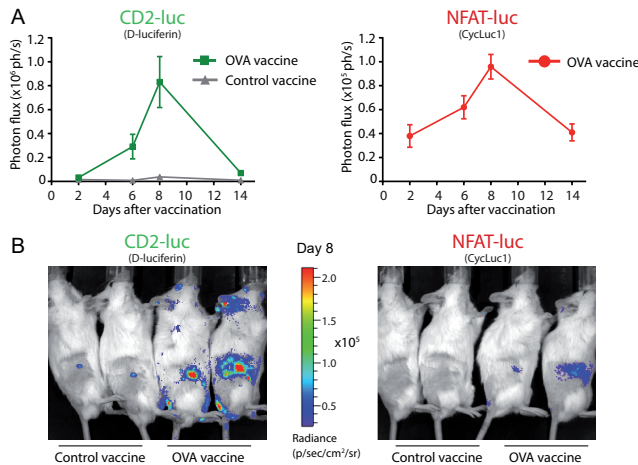 A
CD2-luc
(D-luciferin)
Photon flux (x10⁶ ph/s)
1.2
1.0
0.8
0.6
0.4
0.2
0
0 2 4 6 8 10 12 14
Days after vaccination
OVA vaccine
Control vaccine
NFAT-luc
(CycLuc1)
Photon flux (x10⁵ ph/s)
1.2
1.0
0.8
0.6
0.4
0.2
0
0 2 4 6 8 10 12 14
Days after vaccination
OVA vaccine
B
CD2-luc
(D-luciferin)
Control vaccine OVA vaccine
Day 8
2.0
1.5
x10⁵
1.0
0.5
Radiance
(p/sec/cm²/sr)
NFAT-luc
(CycLuc1)
Control vaccine OVA vaccine